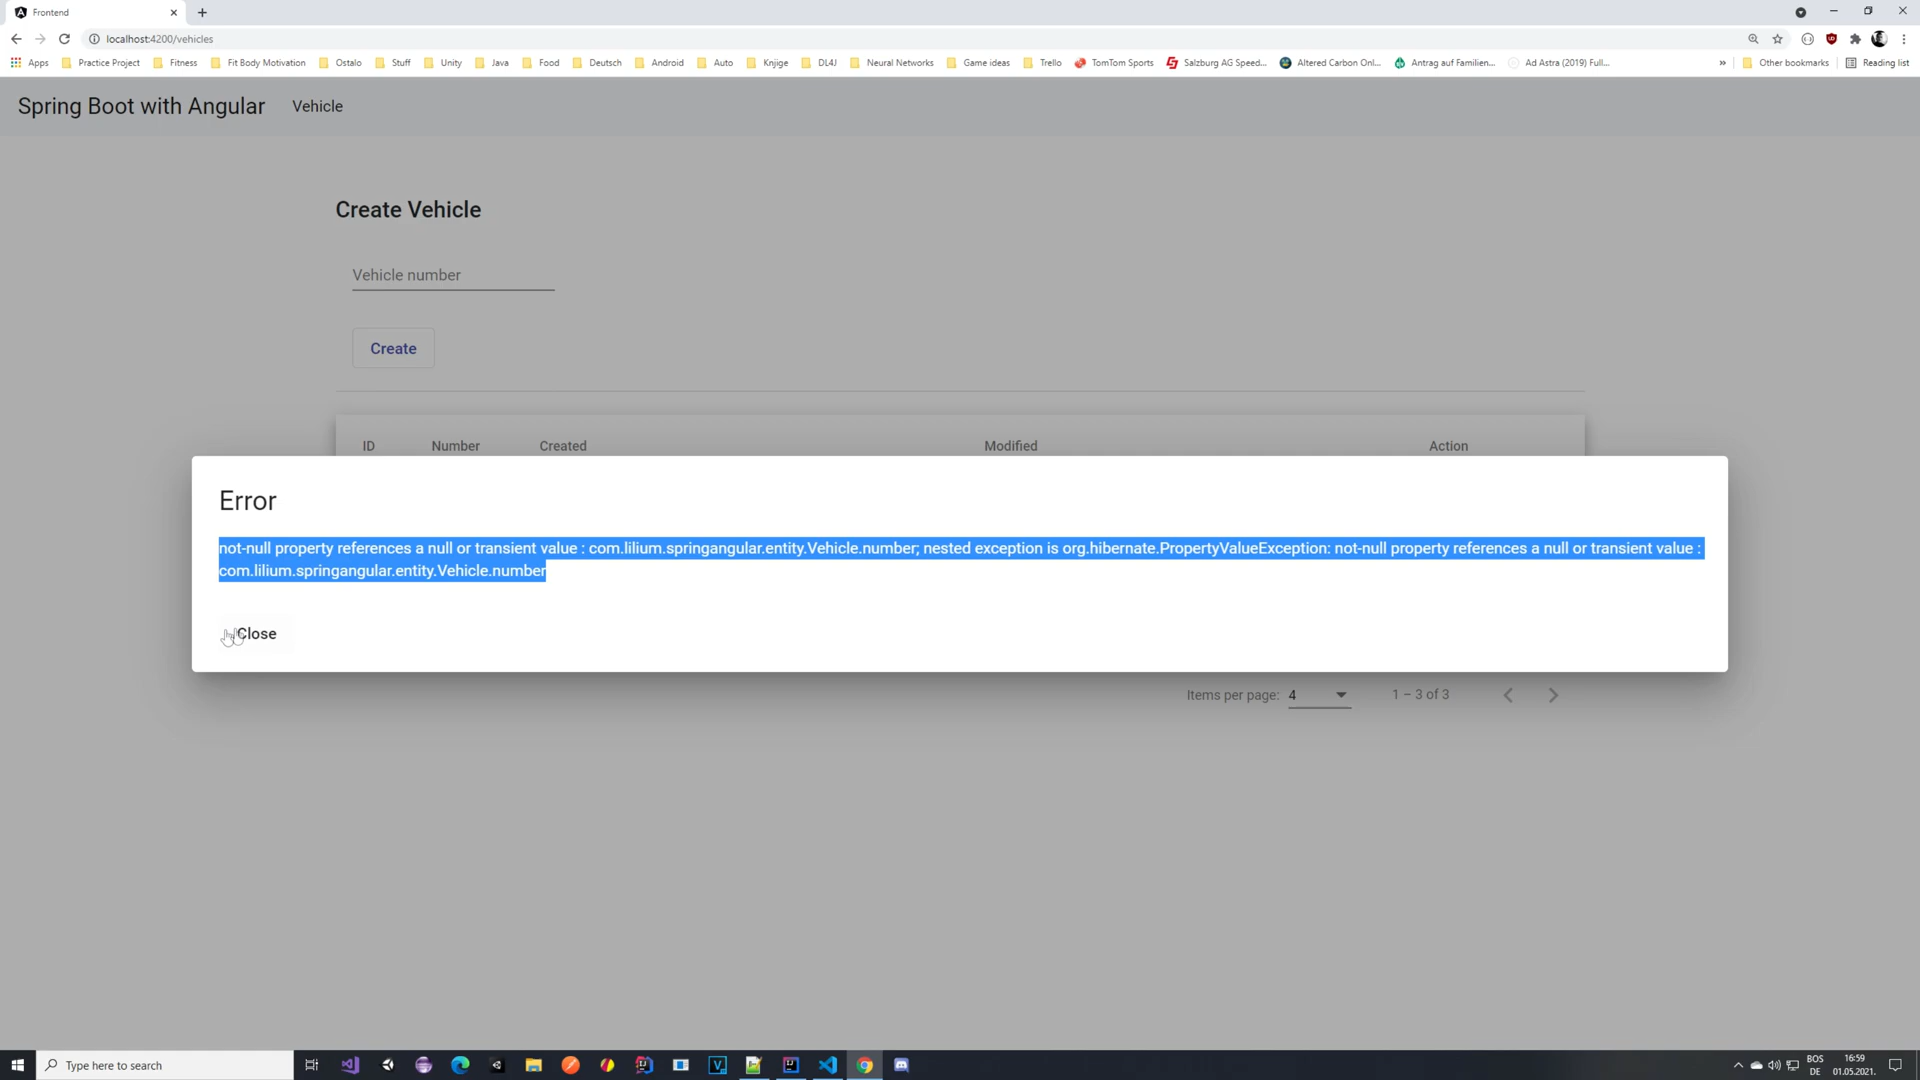 Frontend
localhost:4200/vehicles
Apps Practice Project Fitness Fit Body Motivation Ostalo Stuff Unity Java Food Deutsch Android Auto Knjige DL4J Neural Networks Game ideas Trello TomTom Sports Salzburg AG Speed... Altered Carbon Onl... Antrag auf Familien... Ad Astra (2019) Full... » Other bookmarks Reading list
Spring Boot with Angular Vehicle
Create Vehicle
Vehicle number
Create
ID Number Created Modified Action
Error
not-null property references a null or transient value : com.lilium.springangular.entity.Vehicle.number; nested exception is org.hibernate.PropertyValueException: not-null property references a null or transient value :
com.lilium.springangular.entity.Vehicle.number
Close
Items per page: 4 1 – 3 of 3
Type here to search
BOS 16:59
DE 01.05.2021.